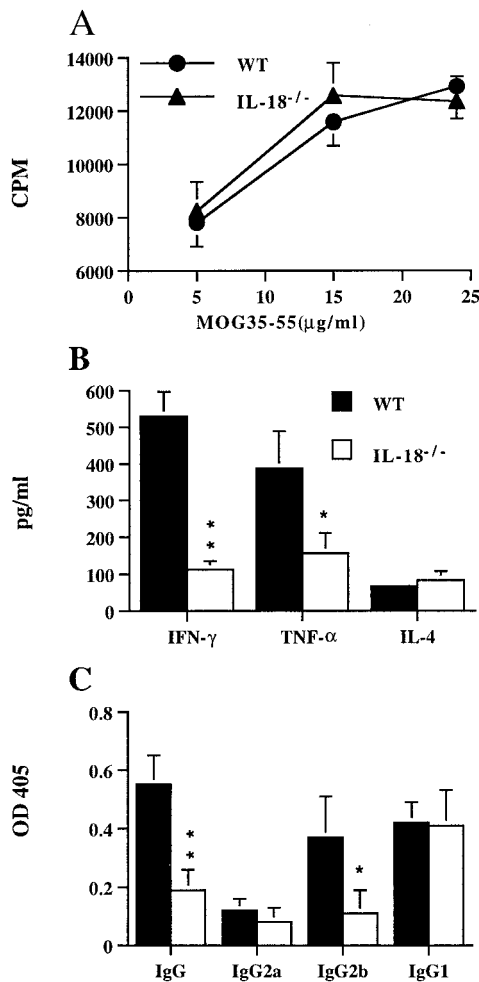 A
CPM
14000
12000
10000
8000
6000
WT
IL-18-/-
0 5 10 15 20 25
MOG35-55(μg/ml)
B
pg/ml
600
500
400
300
200
100
0
WT
IL-18-/-
**
*
IFN-γ TNF-α IL-4
C
OD 405
0.8
0.6
0.4
0.2
0
**
*
IgG IgG2a IgG2b IgG1